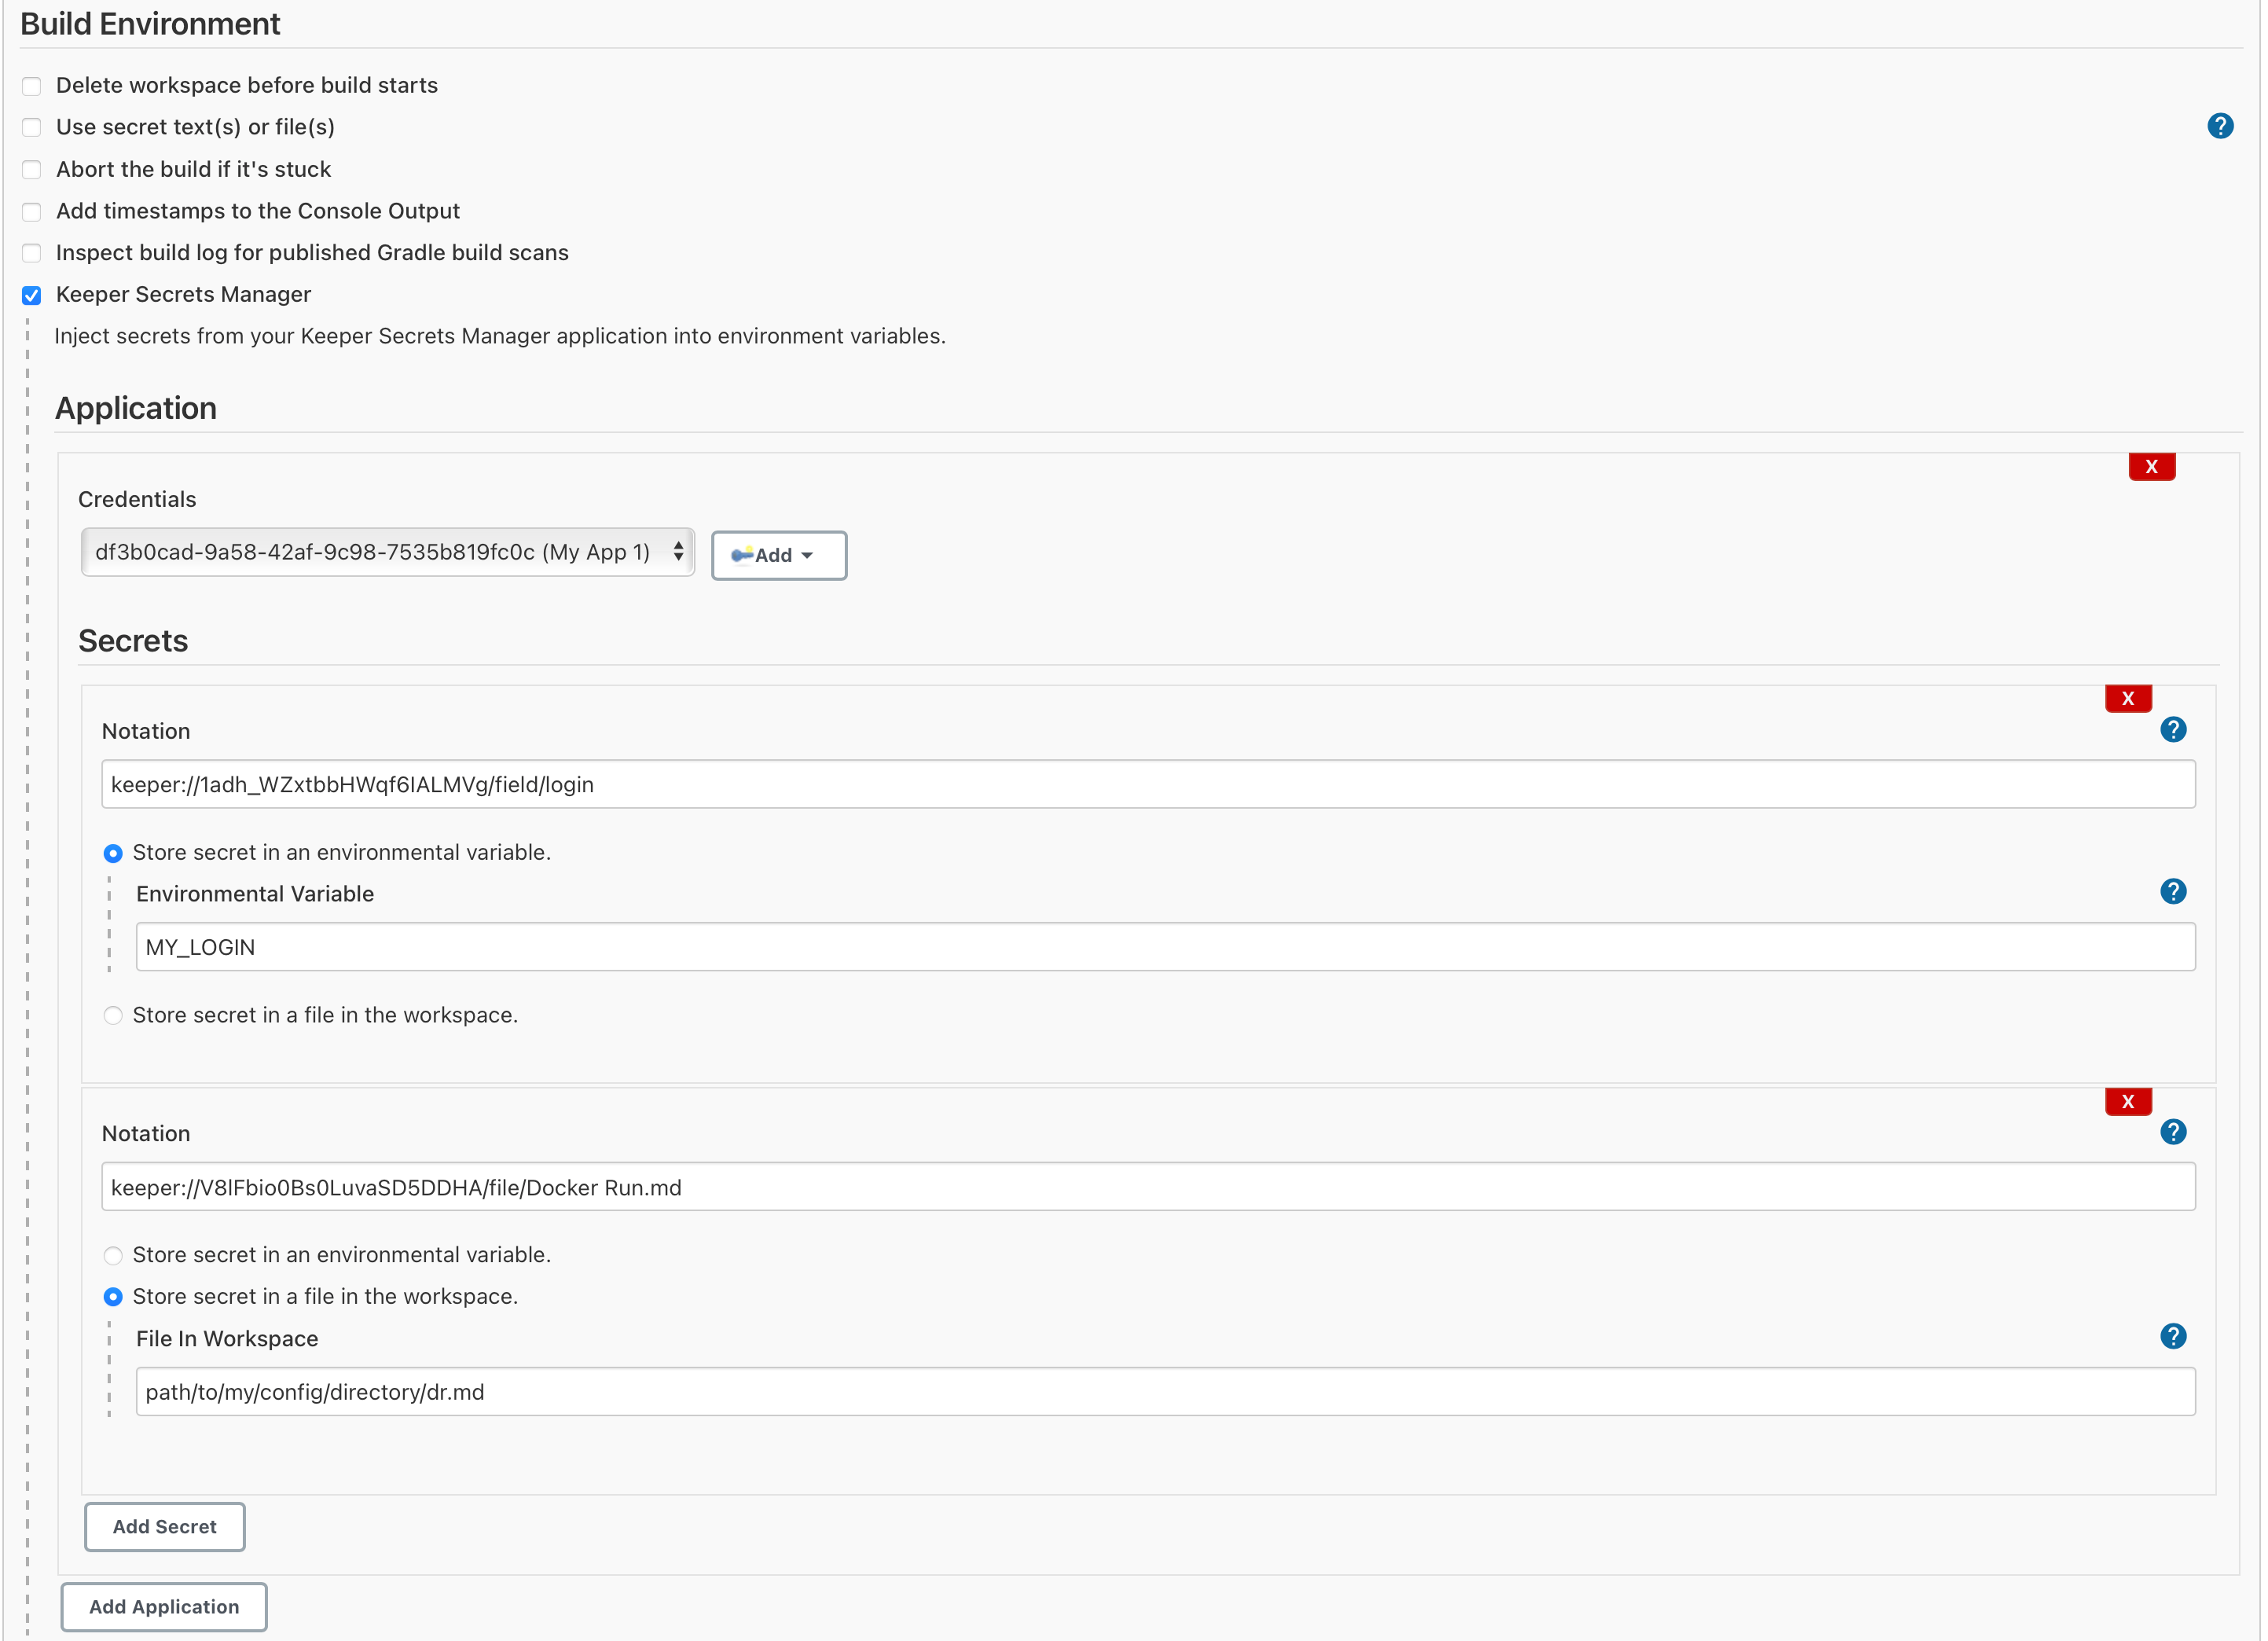 Build Environment
Delete workspace before build starts
Use secret text(s) or file(s)
?
Abort the build if it's stuck
Add timestamps to the Console Output
Inspect build log for published Gradle build scans
Keeper Secrets Manager
Inject secrets from your Keeper Secrets Manager application into environment variables.
Application
X
Credentials
df3b0cad-9a58-42af-9c98-7535b819fc0c (My App 1)
Add
Secrets
X
Notation
?
keeper://1adh_WZxtbbHWqf6IALMVg/field/login
Store secret in an environmental variable.
Environmental Variable
?
MY_LOGIN
Store secret in a file in the workspace.
X
Notation
?
keeper://V8lFbio0Bs0LuvaSD5DDHA/file/Docker Run.md
Store secret in an environmental variable.
Store secret in a file in the workspace.
File In Workspace
?
path/to/my/config/directory/dr.md
Add Secret
Add Application